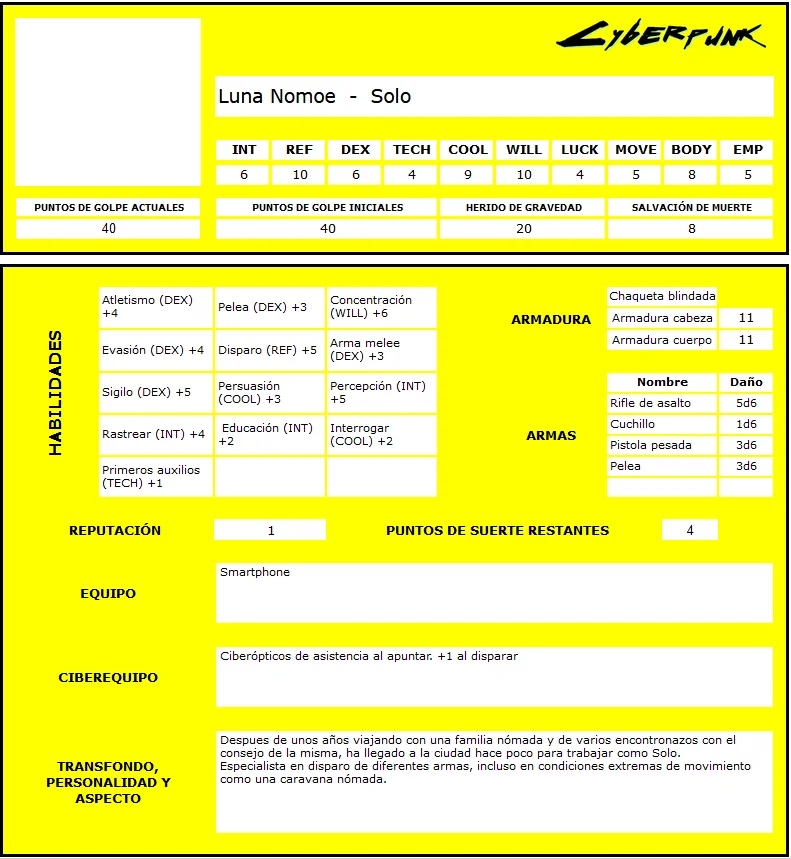 Cyberpunk
Luna Nomoe - Solo
INT REF DEX TECH COOL WILL LUCK MOVE BODY EMP
6 10 6 4 9 10 4 5 8 5
PUNTOS DE GOLPE ACTUALES PUNTOS DE GOLPE INICIALES HERIDO DE GRAVEDAD SALVACIÓN DE MUERTE
40 40 20 8
HABILIDADES
Atletismo (DEX)
+4
Pelea (DEX) +3
Concentración
(WILL) +6
Evasión (DEX) +4
Disparo (REF) +5
Arma melee
(DEX) +3
Sigilo (DEX) +5
Persuasión
(COOL) +3
Percepción (INT)
+5
Rastrear (INT) +4
Educación (INT)
+2
Interrogar
(COOL) +2
Primeros auxilios
(TECH) +1
ARMADURA
Chaqueta blindada
Armadura cabeza 11
Armadura cuerpo 11
ARMAS
Nombre Daño
Rifle de asalto 5d6
Cuchillo 1d6
Pistola pesada 3d6
Pelea 3d6
REPUTACIÓN 1 PUNTOS DE SUERTE RESTANTES 4
EQUIPO
Smartphone
CIBEREQUIPO
Ciberópticos de asistencia al apuntar. +1 al disparar
TRANSFONDO,
PERSONALIDAD Y
ASPECTO
Despues de unos años viajando con una familia nómada y de varios encontronazos con el
consejo de la misma, ha llegado a la ciudad hace poco para trabajar como Solo.
Especialista en disparo de diferentes armas, incluso en condiciones extremas de movimiento
como una caravana nómada.